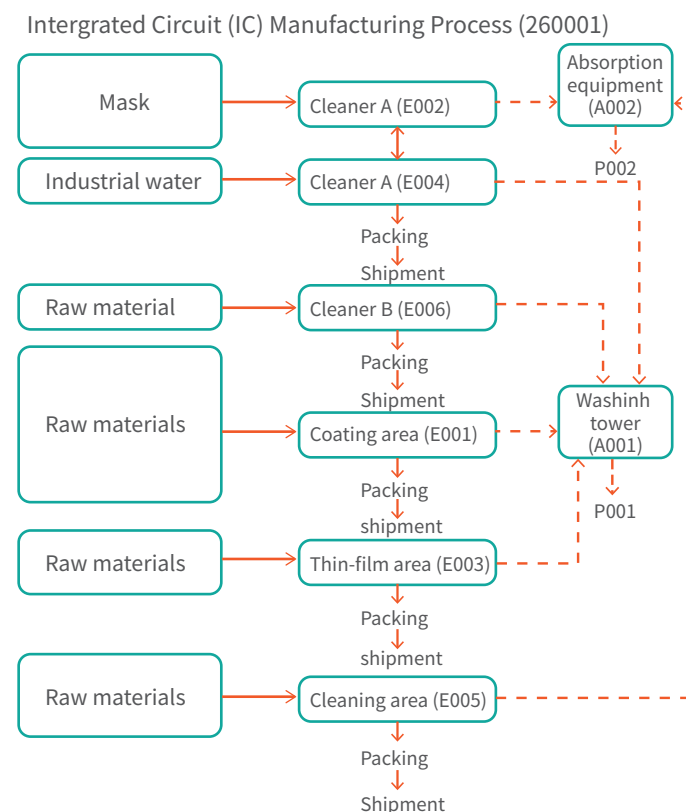 Intergrated Circuit (IC) Manufacturing Process (260001)
Mask
Cleaner A (E002)
Absorption
equipment
(A002)
P002
Industrial water
Cleaner A (E004)
Packing
Shipment
Raw material
Cleaner B (E006)
Packing
Shipment
Raw materials
Coating area (E001)
Washinh
tower
(A001)
P001
Packing
shipment
Raw materials
Thin-film area (E003)
Packing
shipment
Raw materials
Cleaning area (E005)
Packing
Shipment